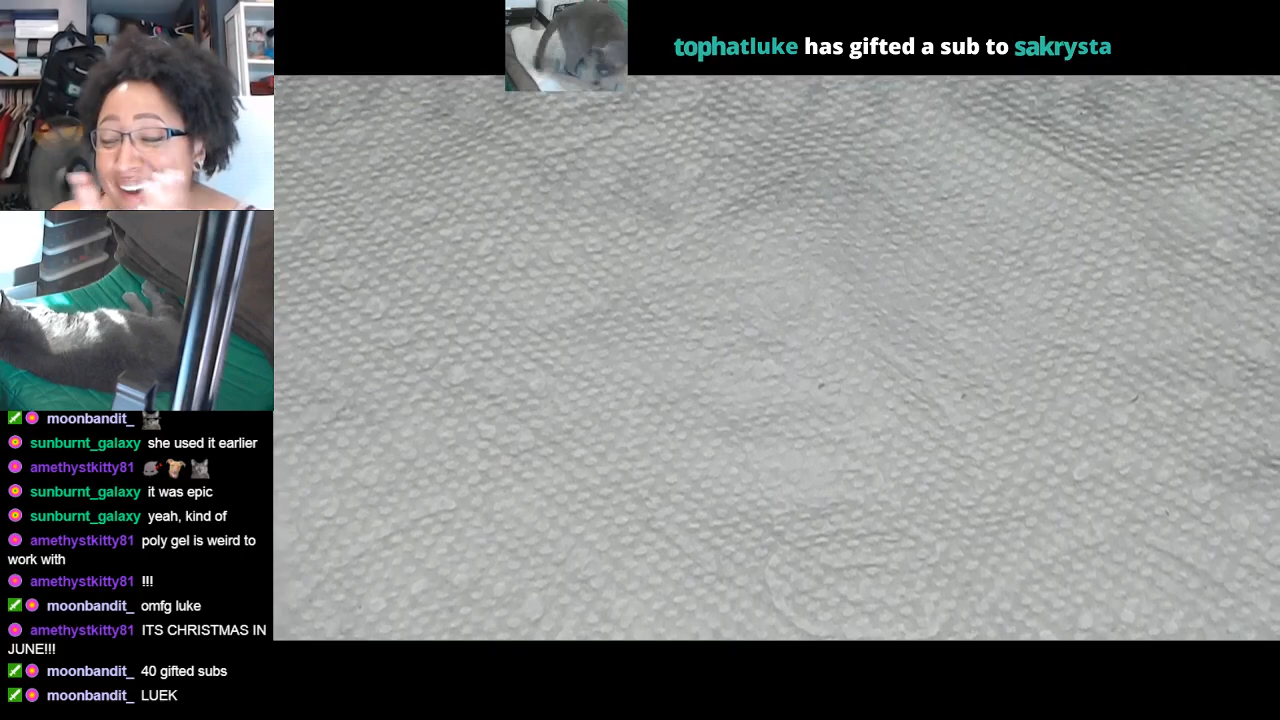 tophatluke has gifted a sub to sakrysta
moonbandit_
sunburnt_galaxy she used it earlier
amethystkitty81
sunburnt_galaxy it was epic
sunburnt_galaxy yeah, kind of
amethystkitty81 poly gel is weird to
work with
amethystkitty81 !!!
moonbandit_ omfg luke
amethystkitty81 ITS CHRISTMAS IN
JUNE!!!
moonbandit_ 40 gifted subs
moonbandit_ LUEK